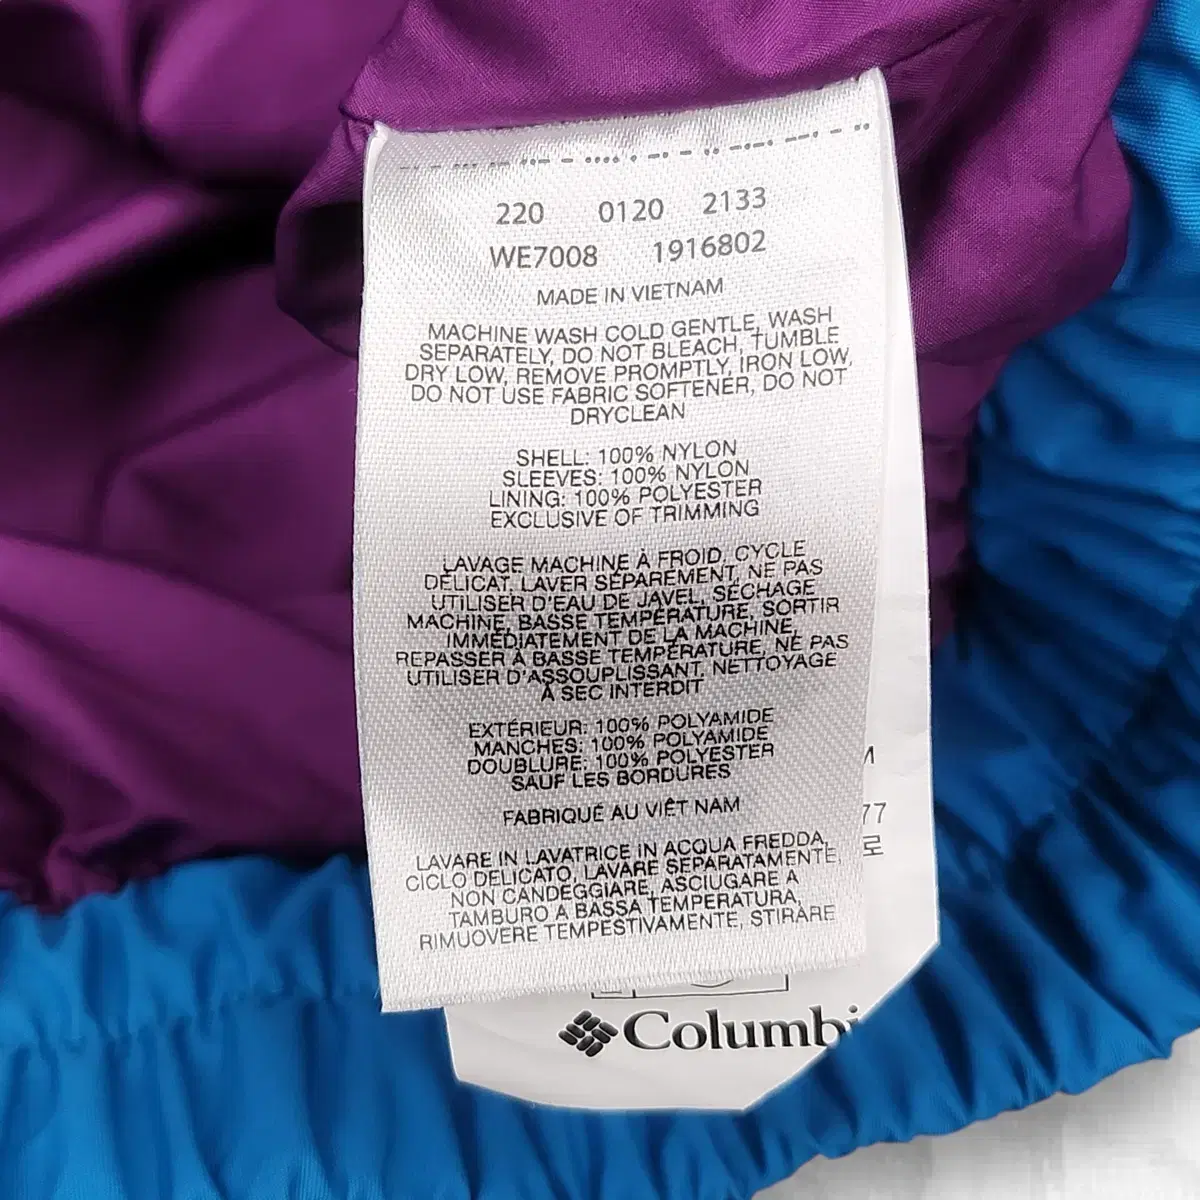 220 0120 2133
WE7008 1916802
MADE IN VIETNAM
MACHINE WASH COLD GENTLE, WASH
SEPARATELY, DO NOT BLEACH, TUMBLE
DRY LOW, REMOVE PROMPTLY, IRON LOW,
DO NOT USE FABRIC SOFTENER, DO NOT
DRYCLEAN
SHELL: 100% NYLON
SLEEVES: 100% NYLON
LINING: 100% POLYESTER
EXCLUSIVE OF TRIMMING
LAVAGE MACHINE À FROID, CYCLE
DÉLICAT, LAVER SÉPAREMENT, NE PAS
UTILISER D'EAU DE JAVEL, SÉCHAGE
MACHINE, BASSE TEMPÉRATURE, SORTIR
IMMÉDIATEMENT DE LA MACHINE,
REPASSER À BASSE TEMPÉRATURE, NE PAS
UTILISER D'ASSOUPLISSANT, NETTOYAGE
À SEC INTERDIT
EXTÉRIEUR: 100% POLYAMIDE
MANCHES: 100% POLYAMIDE
DOUBLURE: 100% POLYESTER
SAUF LES BORDURES
FABRIQUÉ AU VIÊT NAM
LAVARE IN LAVATRICE IN ACQUA FREDDA,
CICLO DELICATO, LAVARE SEPARATAMENTE,
NON CANDEGGIARE, ASCIUGARE A
TAMBURO A BASSA TEMPERATURA,
RIMUOVERE TEMPESTIVAMENTE, STIRARE
M
77
로
Columbi